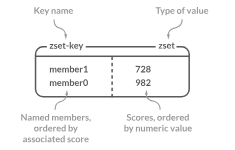 Key name
Type of value
zset-key
zset
member1
728
member0
982
Named members,
ordered by
associated score
Scores, ordered
by numeric value